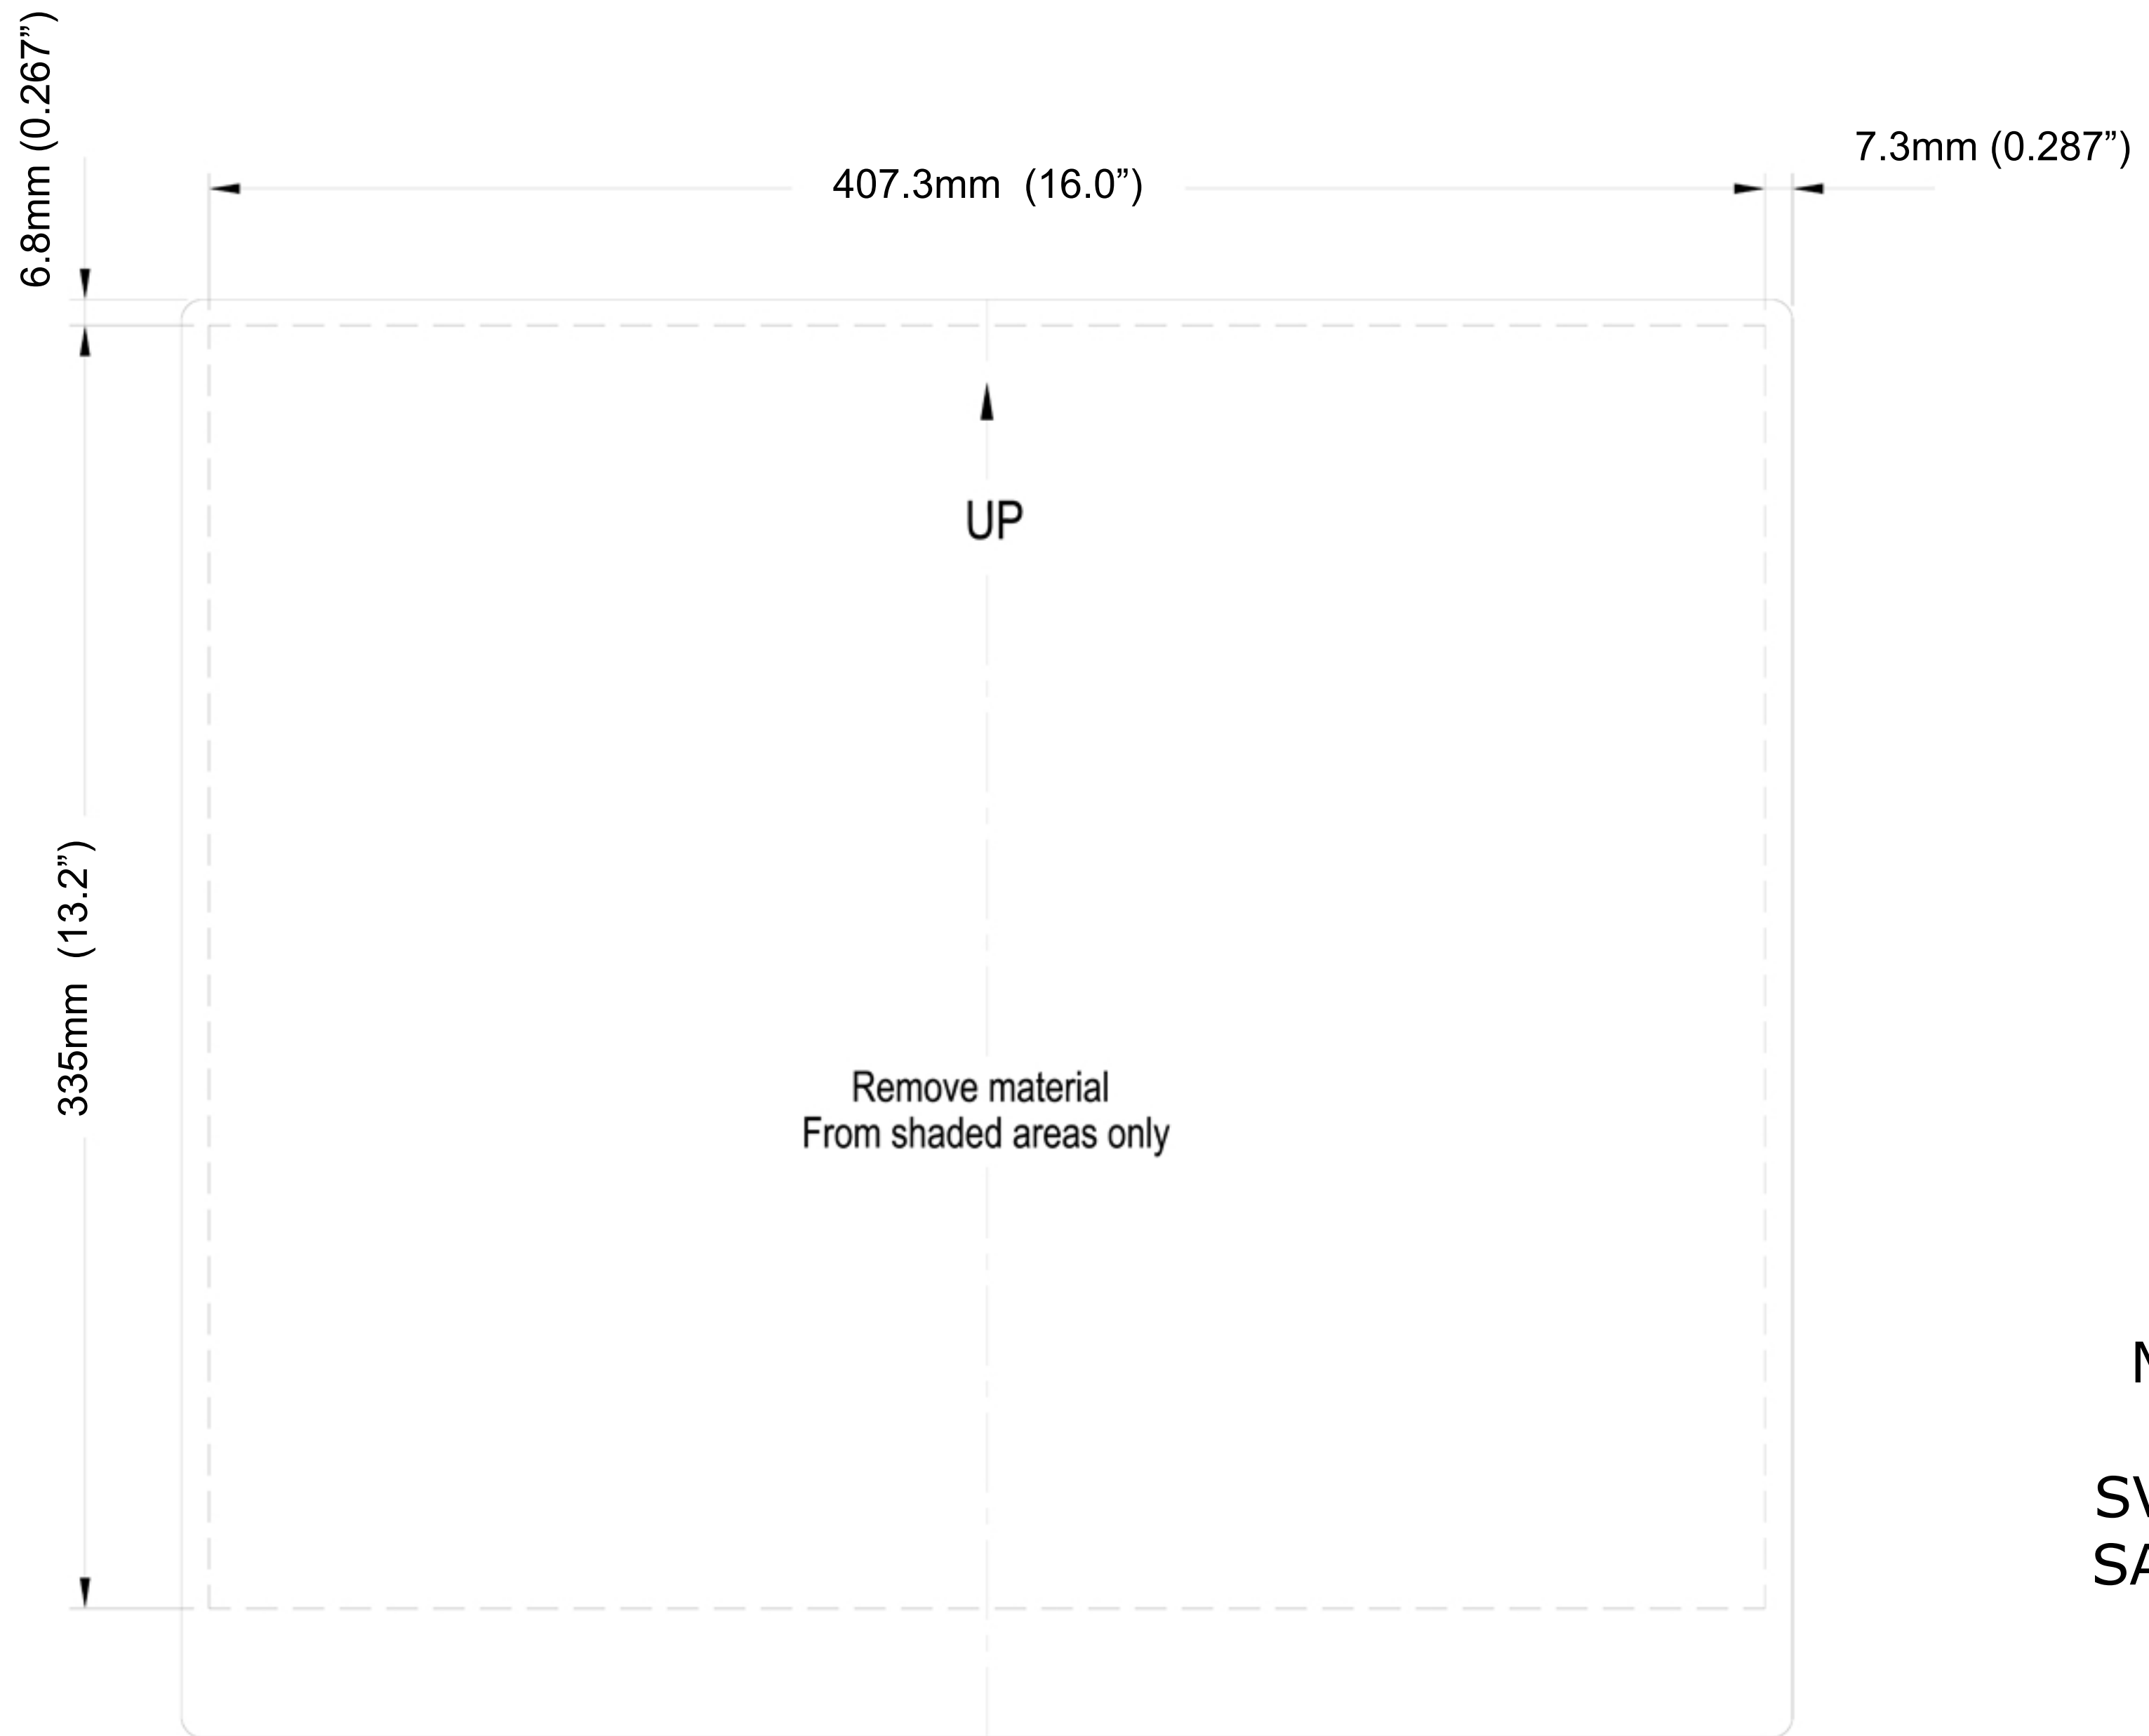 6.8mm (0.267”)
7.3mm (0.287”)
407.3mm (16.0”)
UP
335mm (13.2”)
Remove material
From shaded areas only